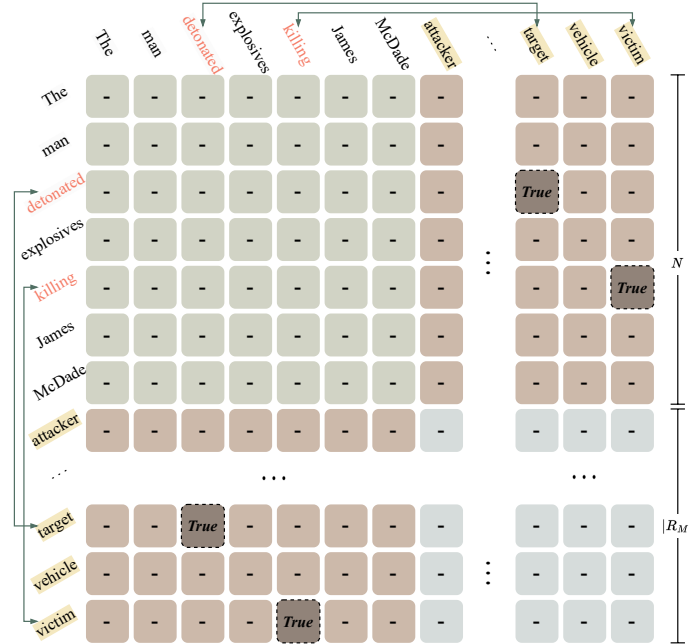 The man detonated explosives killing James McDade attacker ... target vehicle victim
The - - - - - - - - - - -
man - - - - - - - - - - -
detonated - - - - - - - - True - -
explosives - - - - - - - - - - -
killing - - - - - - - - - - True
James - - - - - - - - - - -
McDade - - - - - - - - - - -
N
attacker - - - - - - - - - - -
... ... ...
target - - True - - - - - - - -
|R_M
vehicle - - - - - - - - - - -
victim - - - - True - - - - - -